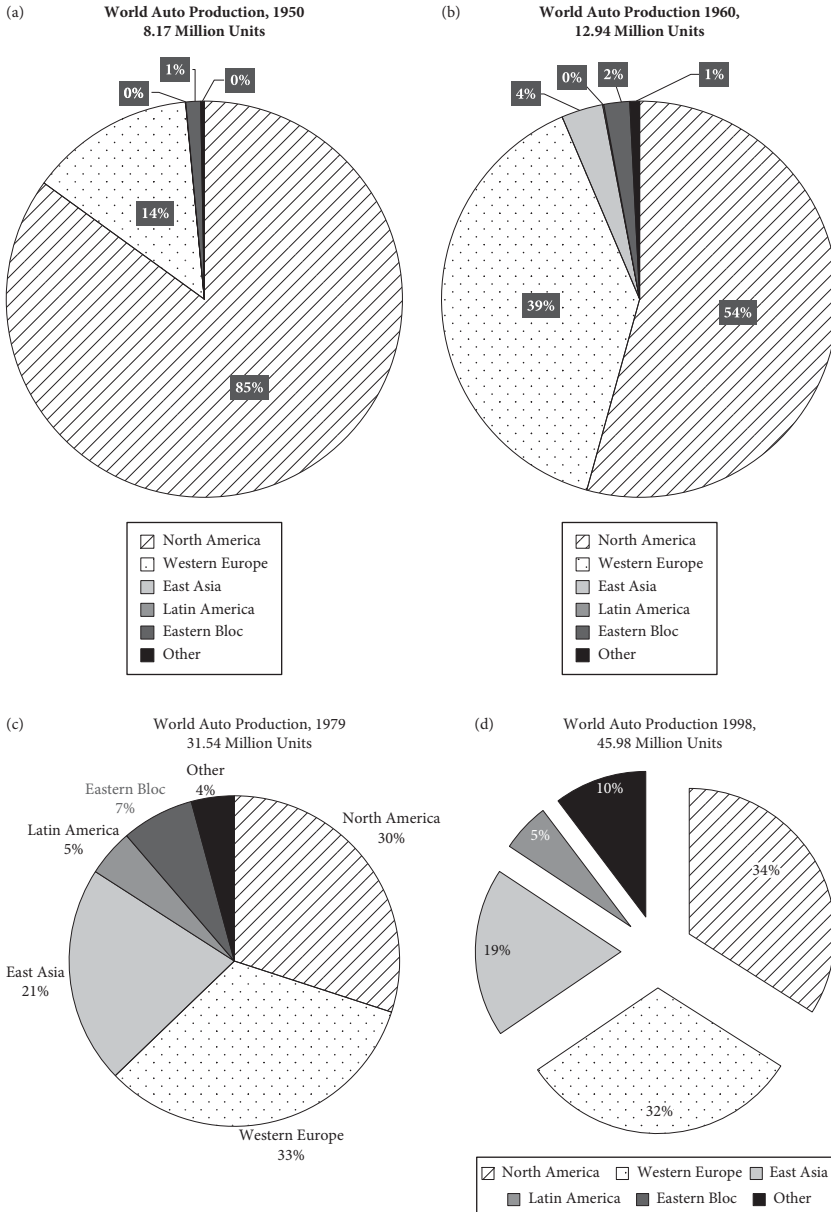 (a)
World Auto Production, 1950
8.17 Million Units
0%
1%
0%
14%
85%
North America
Western Europe
East Asia
Latin America
Eastern Bloc
Other
(b)
World Auto Production 1960,
12.94 Million Units
4%
0%
2%
1%
39%
54%
North America
Western Europe
East Asia
Latin America
Eastern Bloc
Other
(c)
World Auto Production, 1979
31.54 Million Units
Other
4%
Eastern Bloc
7%
Latin America
5%
North America
30%
East Asia
21%
Western Europe
33%
(d)
World Auto Production 1998,
45.98 Million Units
10%
5%
34%
19%
32%
North America Western Europe East Asia
Latin America Eastern Bloc Other